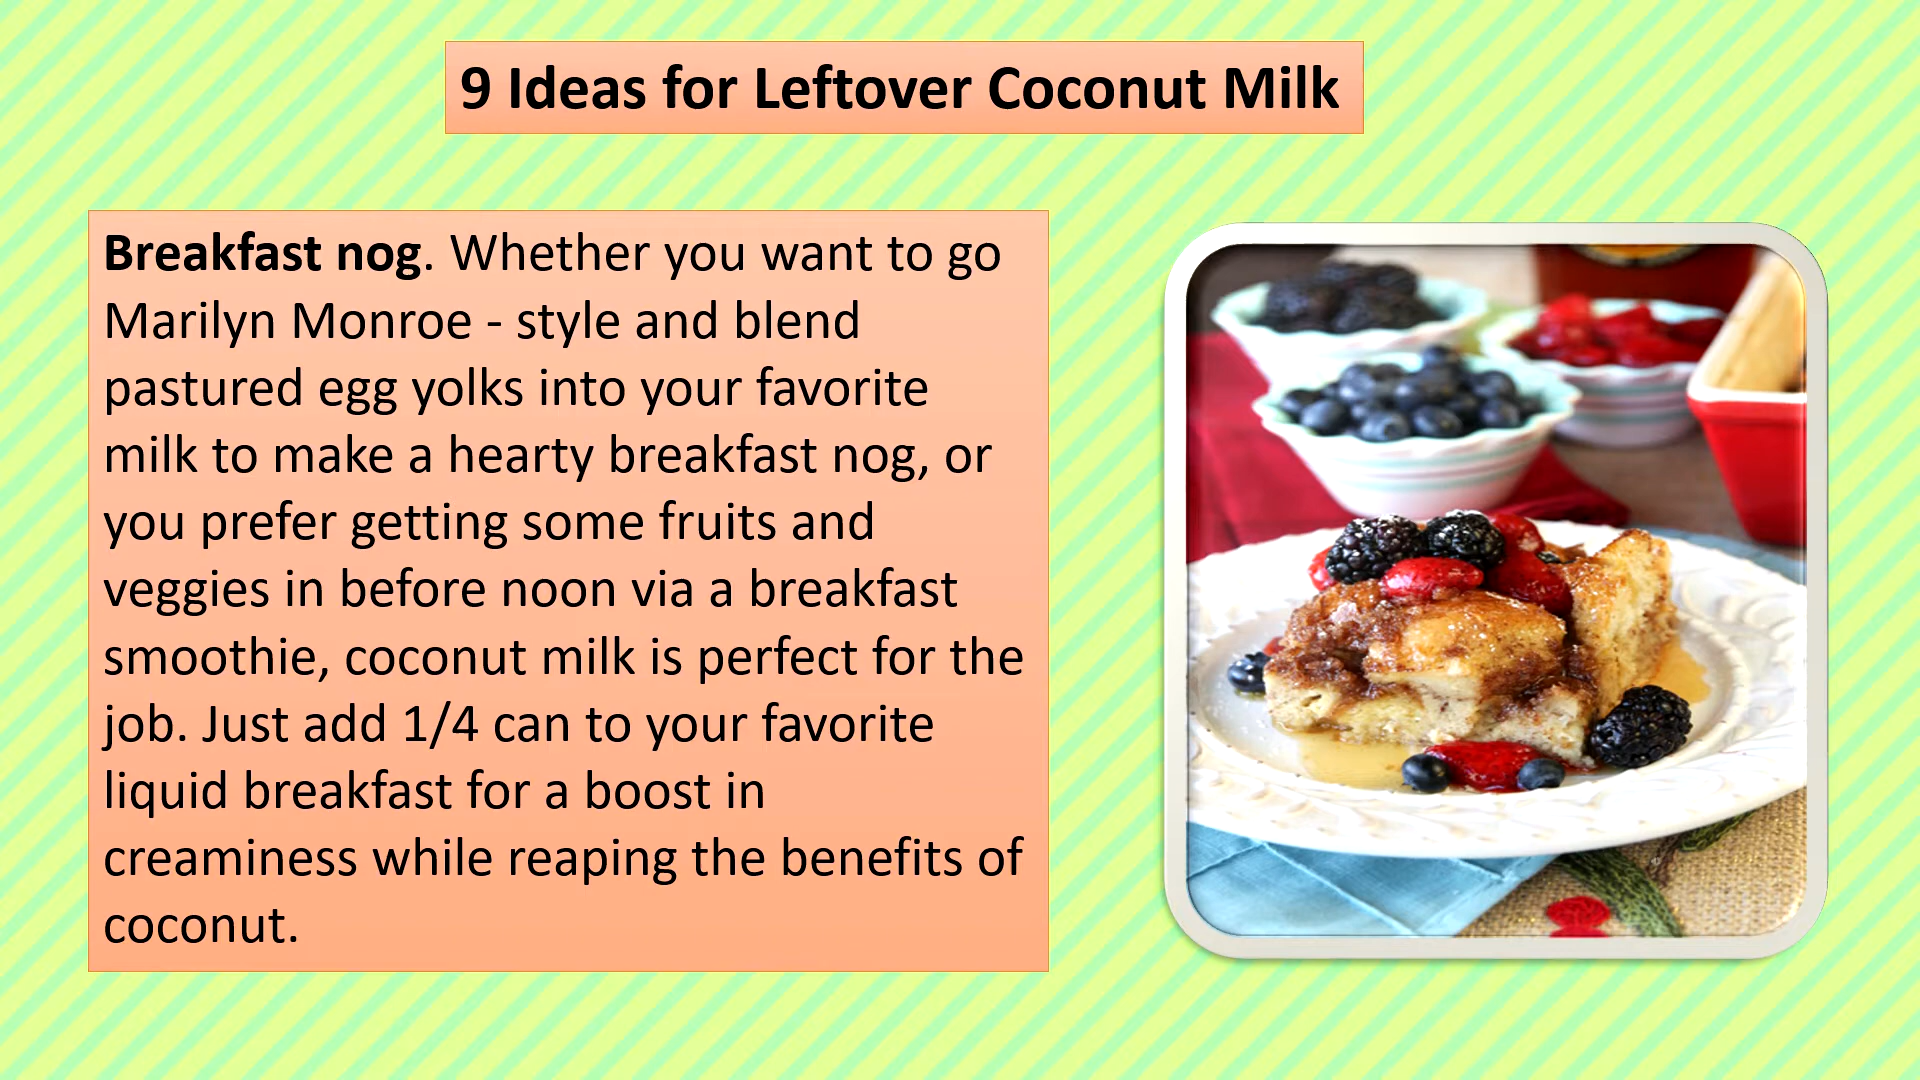 9 Ideas for Leftover Coconut Milk
Breakfast nog. Whether you want to go
Marilyn Monroe - style and blend
pastured egg yolks into your favorite
milk to make a hearty breakfast nog, or
you prefer getting some fruits and
veggies in before noon via a breakfast
smoothie, coconut milk is perfect for the
job. Just add 1/4 can to your favorite
liquid breakfast for a boost in
creaminess while reaping the benefits of
coconut.